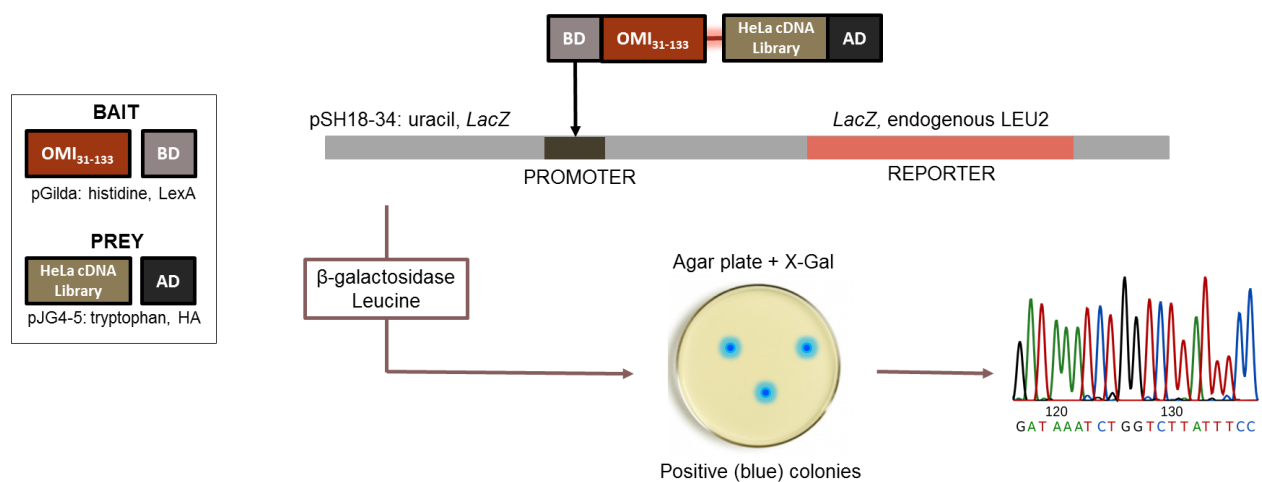 BD
OMI31-133
HeLa cDNA
Library
AD
BAIT
OMI31-133
BD
pGilda: histidine, LexA
PREY
HeLa cDNA
Library
AD
pJG4-5: tryptophan, HA
pSH18-34: uracil, LacZ
LacZ, endogenous LEU2
PROMOTER
REPORTER
β-galactosidase
Leucine
Agar plate + X-Gal
Positive (blue) colonies
120 130
GATAAATCTGGTCTTATTTCC